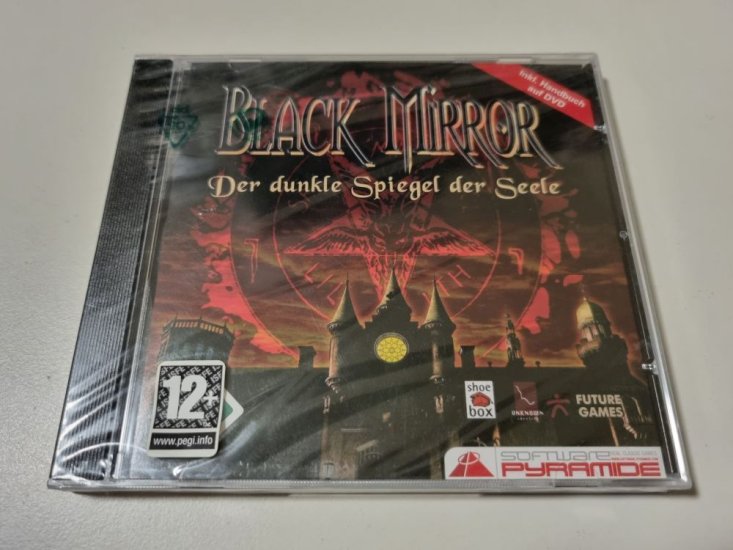 Inkl. Handbuch
auf DVD
BLACK MIRROR
Der dunkle Spiegel der Seele
12+
www.pegi.info
shoe
box
UNKNOWN
FUTURE
GAMES
SOFTWARE
PYRAMIDE